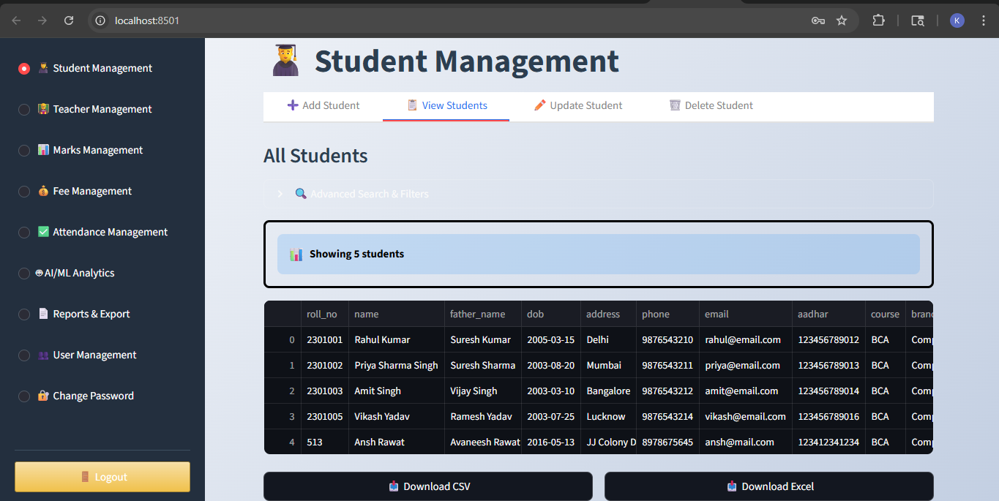 localhost:8501
K
Student Management
Teacher Management
Marks Management
Fee Management
Attendance Management
AI/ML Analytics
Reports & Export
User Management
Change Password
Logout
Student Management
Add Student View Students Update Student Delete Student
All Students
Advanced Search & Filters
Showing 5 students
roll_no name father_name dob address phone email aadhar course branc
0 2301001 Rahul Kumar Suresh Kumar 2005-03-15 Delhi 9876543210 rahul@email.com 123456789012 BCA Comp
1 2301002 Priya Sharma Singh Suresh Sharma 2003-08-20 Mumbai 9876543211 priya@email.com 123456789013 BCA Comp
2 2301003 Amit Singh Vijay Singh 2003-03-10 Bangalore 9876543212 amit@email.com 123456789014 BCA Comp
3 2301005 Vikash Yadav Ramesh Yadav 2003-07-25 Lucknow 9876543214 vikash@email.com 123456789016 BCA Comp
4 513 Ansh Rawat Avaneesh Rawat 2016-05-13 JJ Colony D 8978675645 ansh@mail.com 123412341234 BCA Comp
Download CSV Download Excel